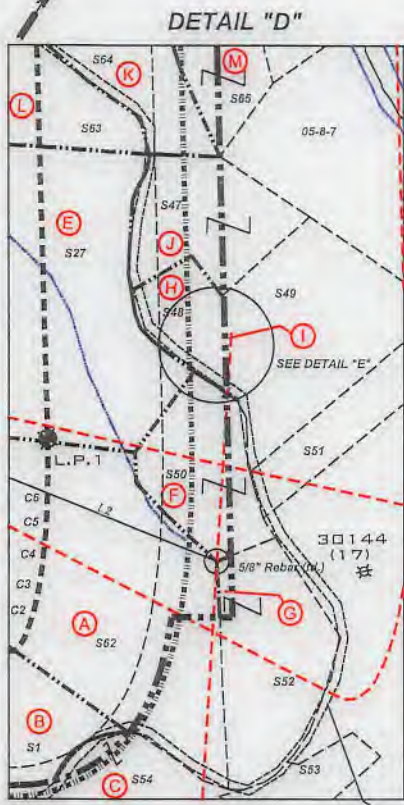 DETAIL "D"
S64
K
M
L
S65
S63
05-8-7
E
S47
S27
J
H
S48
S49
I
SEE DETAIL "E"
L.P.1
S51
S50
F
C6
L2
30144
C5
(17)
C4
5/8" Rebar (hl.)
C3
G
C2
A
S62
S52
B
S1
S53
C
S54